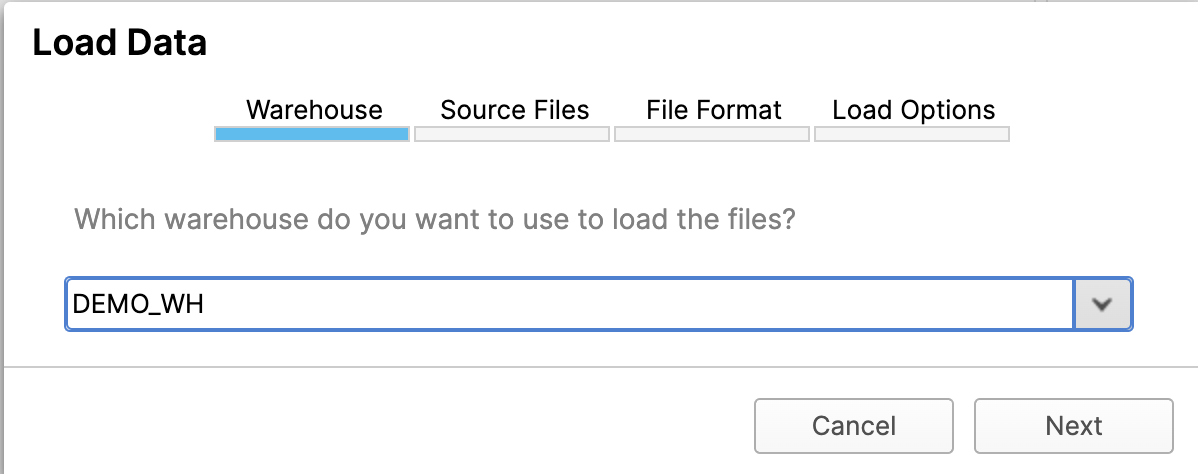 Load Data
Warehouse Source Files File Format Load Options
Which warehouse do you want to use to load the files?
DEMO_WH
Cancel Next